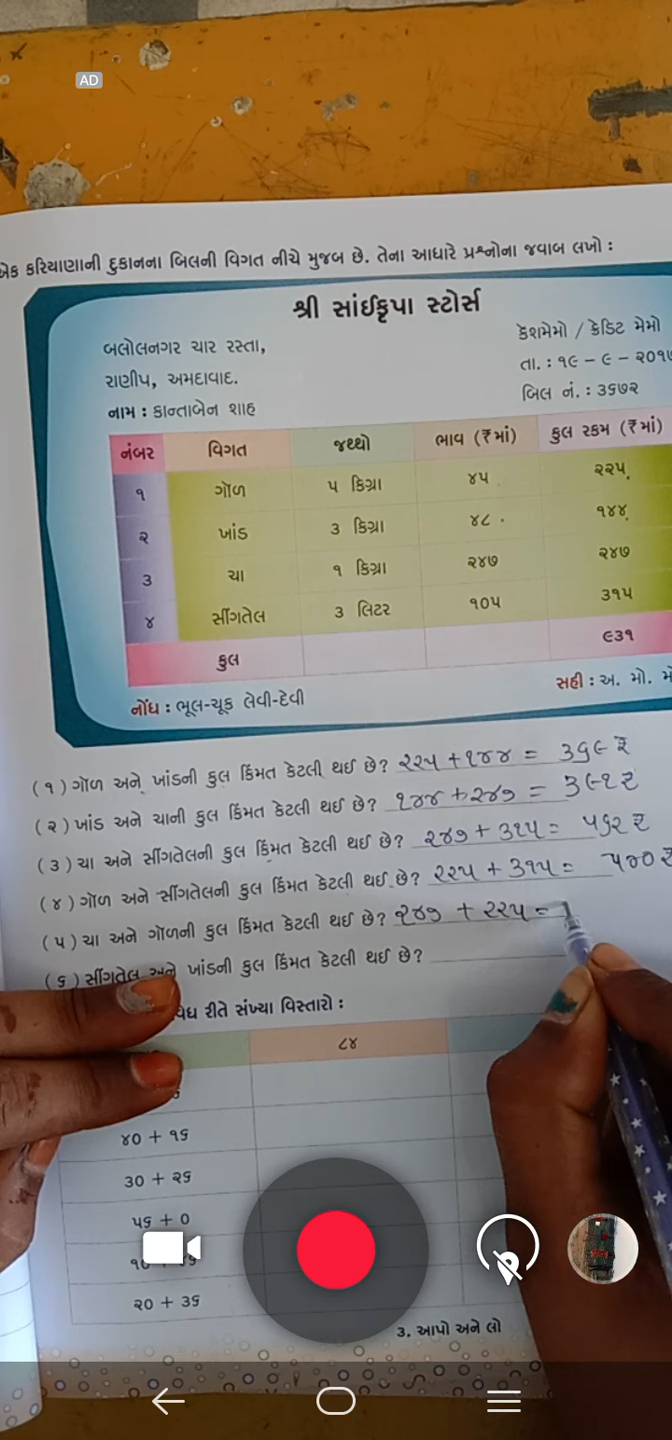 AD
એક કરિયાણાની દુકાનના બિલની વિગત નીચે મુજબ છે. તેના આધારે પ્રશ્નોના જવાબ લખો :
શ્રી સાંઈકૃપા સ્ટોર્સ
બલોલનગર ચાર રસ્તા,
કેશમેમો / ક્રેડિટ મેમો
રાણીપ, અમદાવાદ.
તા. : ૧૯ – ૯ – ૨૦૧૭
નામ : કાન્તાબેન શાહ
બિલ નં. : ૩૬૭૨
નંબર વિગત જથ્થો ભાવ (₹માં) કુલ રકમ (₹માં)
૧ ગૉળ ૫ કિગ્રા ૪૫ ૨૨૫
૨ ખાંડ ૩ કિગ્રા ૪૮ ૧૪૪
૩ ચા ૧ કિગ્રા ૨૪૭ ૨૪૭
૪ સીંગતેલ ૩ લિટર ૧૦૫ ૩૧૫
કુલ ૯૩૧
નોંધ : ભૂલ-ચૂક લેવી-દેવી
સહી : અ. મો.
(૧) ગૉળ અને ખાંડની કુલ કિંમત કેટલી થઈ છે? ૨૨૫ + ૧૪૪ = ૩૬૯ ₹
(૨) ખાંડ અને ચાની કુલ કિંમત કેટલી થઈ છે? ૧૪૪ + ૨૪૭ = ૩૯૧ ₹
(૩) ચા અને સીંગતેલની કુલ કિંમત કેટલી થઈ છે? ૨૪૭ + ૩૧૫ = ૫૬૨ ₹
(૪) ગૉળ અને સીંગતેલની કુલ કિંમત કેટલી થઈ છે? ૨૨૫ + ૩૧૫ = ૫૪૦ ₹
(૫) ચા અને ગૉળની કુલ કિંમત કેટલી થઈ છે? ૨૪૭ + ૨૨૫ =
(૬) સીંગતેલ અને ખાંડની કુલ કિંમત કેટલી થઈ છે?
રીતે સંખ્યા વિસ્તારો :
૮૪
૪૦ + ૧૬
૩૦ + ૨૬
૫૬ + ૦
૨૦ + ૩૬
૩. આપો અને લો